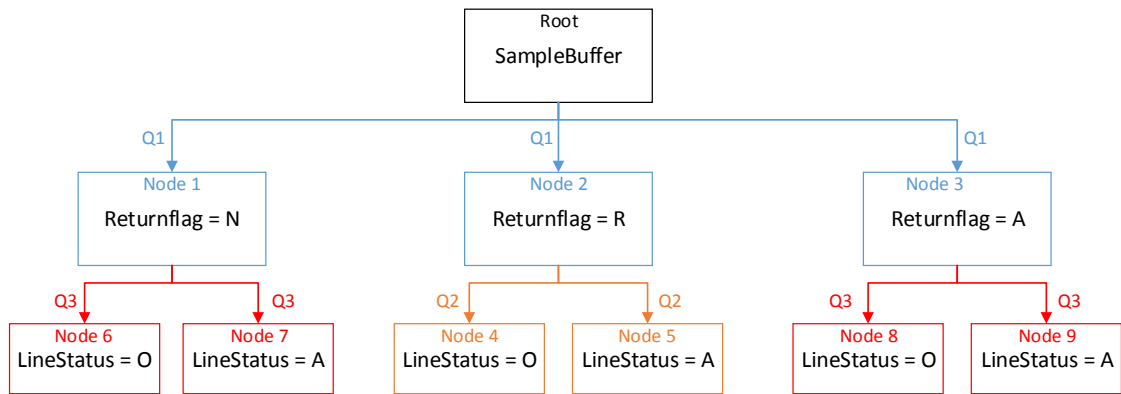 Root
SampleBuffer
Q1 Q1 Q1
Node 1 Node 2 Node 3
Returnflag = N Returnflag = R Returnflag = A
Q3 Q3 Q2 Q2 Q3 Q3
Node 6 Node 7 Node 4 Node 5 Node 8 Node 9
LineStatus = O LineStatus = A LineStatus = O LineStatus = A LineStatus = O LineStatus = A